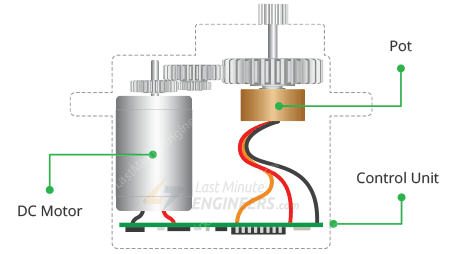 Pot
Control Unit
DC Motor
Last Minute
ENGINEERS.com